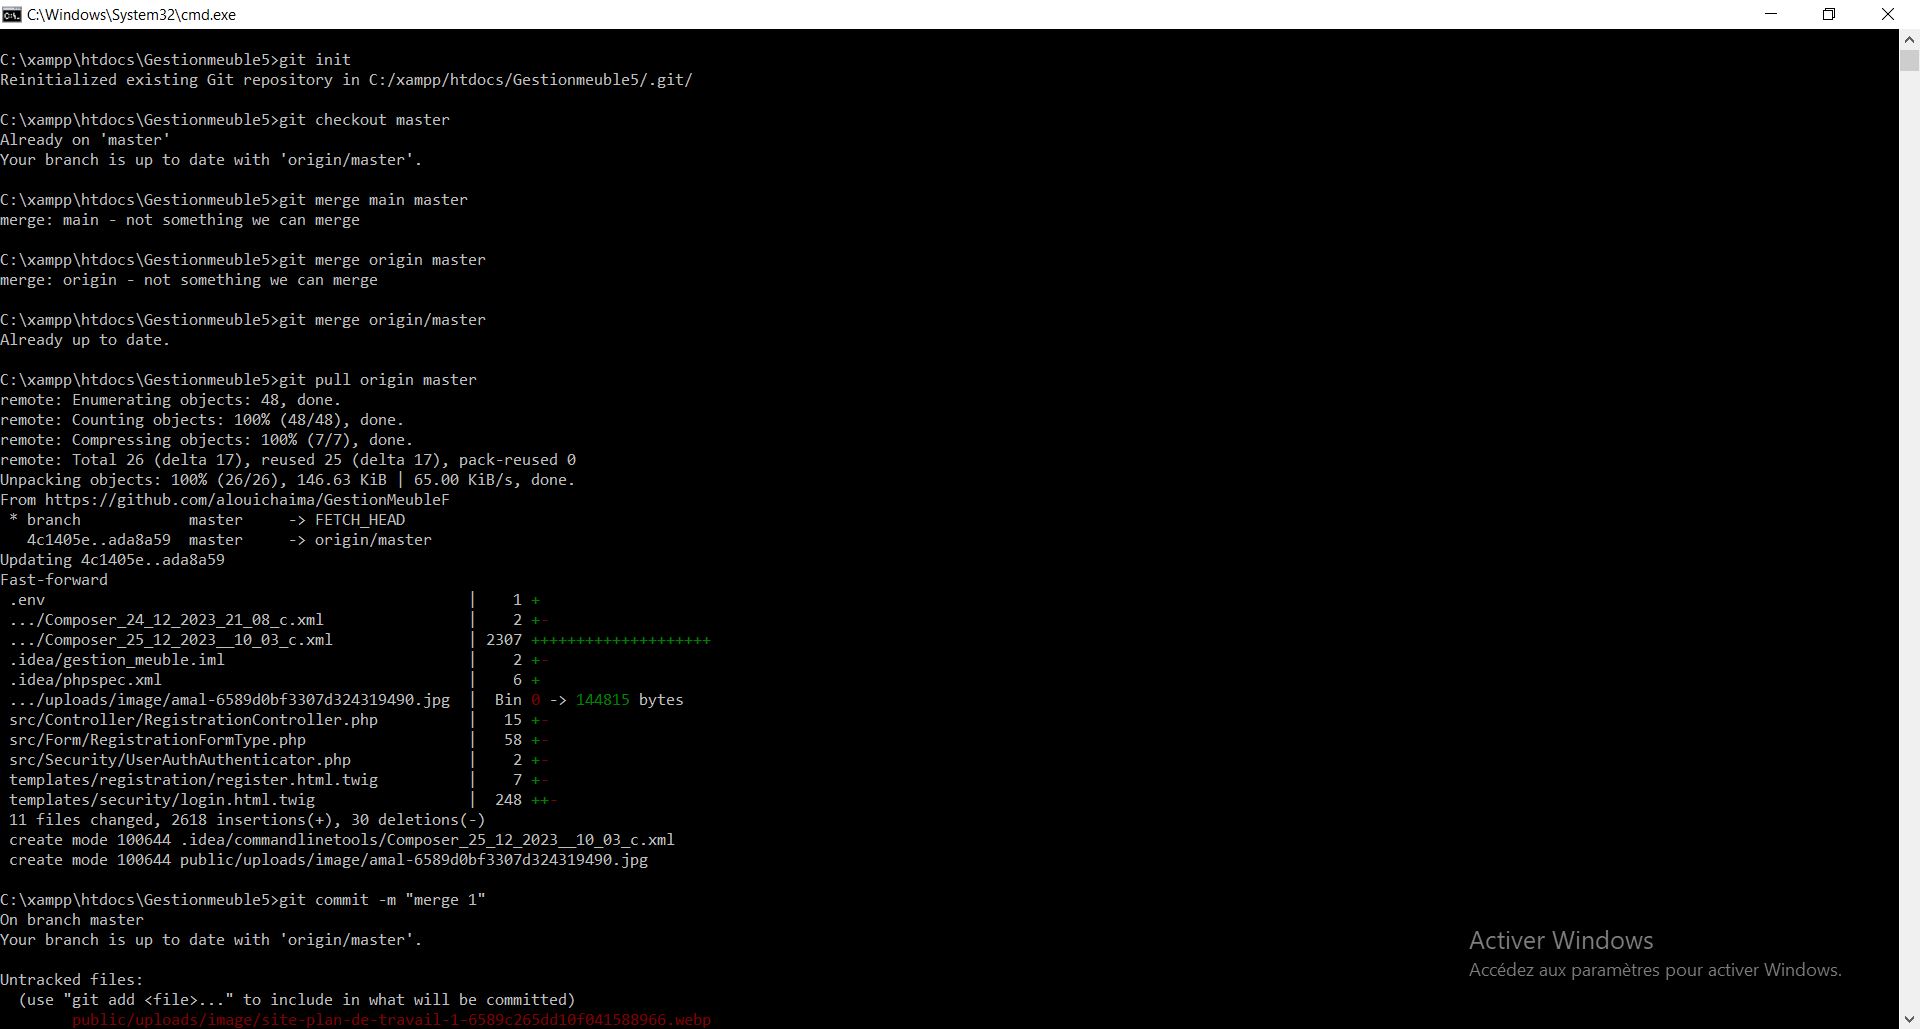 C:\Windows\System32\cmd.exe
C:\xampp\htdocs\Gestionmeuble5>git init
Reinitialized existing Git repository in C:/xampp/htdocs/Gestionmeuble5/.git/
C:\xampp\htdocs\Gestionmeuble5>git checkout master
Already on 'master'
Your branch is up to date with 'origin/master'.
C:\xampp\htdocs\Gestionmeuble5>git merge main master
merge: main - not something we can merge
C:\xampp\htdocs\Gestionmeuble5>git merge origin master
merge: origin - not something we can merge
C:\xampp\htdocs\Gestionmeuble5>git merge origin/master
Already up to date.
C:\xampp\htdocs\Gestionmeuble5>git pull origin master
remote: Enumerating objects: 48, done.
remote: Counting objects: 100% (48/48), done.
remote: Compressing objects: 100% (7/7), done.
remote: Total 26 (delta 17), reused 25 (delta 17), pack-reused 0
Unpacking objects: 100% (26/26), 146.63 KiB | 65.00 KiB/s, done.
From https://github.com/alouichaima/GestionMeubleF
 * branch            master     -> FETCH_HEAD
   4c1405e..ada8a59  master     -> origin/master
Updating 4c1405e..ada8a59
Fast-forward
 .env                                               |    1 +
 .../Composer_24_12_2023_21_08_c.xml                |    2 +-
 .../Composer_25_12_2023__10_03_c.xml               | 2307 ++++++++++++++++++++
 .idea/gestion_meuble.iml                           |    2 +-
 .idea/phpspec.xml                                  |    6 +
 .../uploads/image/amal-6589d0bf3307d324319490.jpg  |  Bin 0 -> 144815 bytes
 src/Controller/RegistrationController.php          |   15 +-
 src/Form/RegistrationFormType.php                  |   58 +-
 src/Security/UserAuthAuthenticator.php             |    2 +-
 templates/registration/register.html.twig          |    7 +-
 templates/security/login.html.twig                 |  248 ++-
 11 files changed, 2618 insertions(+), 30 deletions(-)
 create mode 100644 .idea/commandlinetools/Composer_25_12_2023__10_03_c.xml
 create mode 100644 public/uploads/image/amal-6589d0bf3307d324319490.jpg
C:\xampp\htdocs\Gestionmeuble5>git commit -m "merge 1"
On branch master
Your branch is up to date with 'origin/master'.
Untracked files:
  (use "git add <file>..." to include in what will be committed)
        public/uploads/image/site-plan-de-travail-1-6589c265dd10f041588966.webp
Activer Windows
Accédez aux paramètres pour activer Windows.